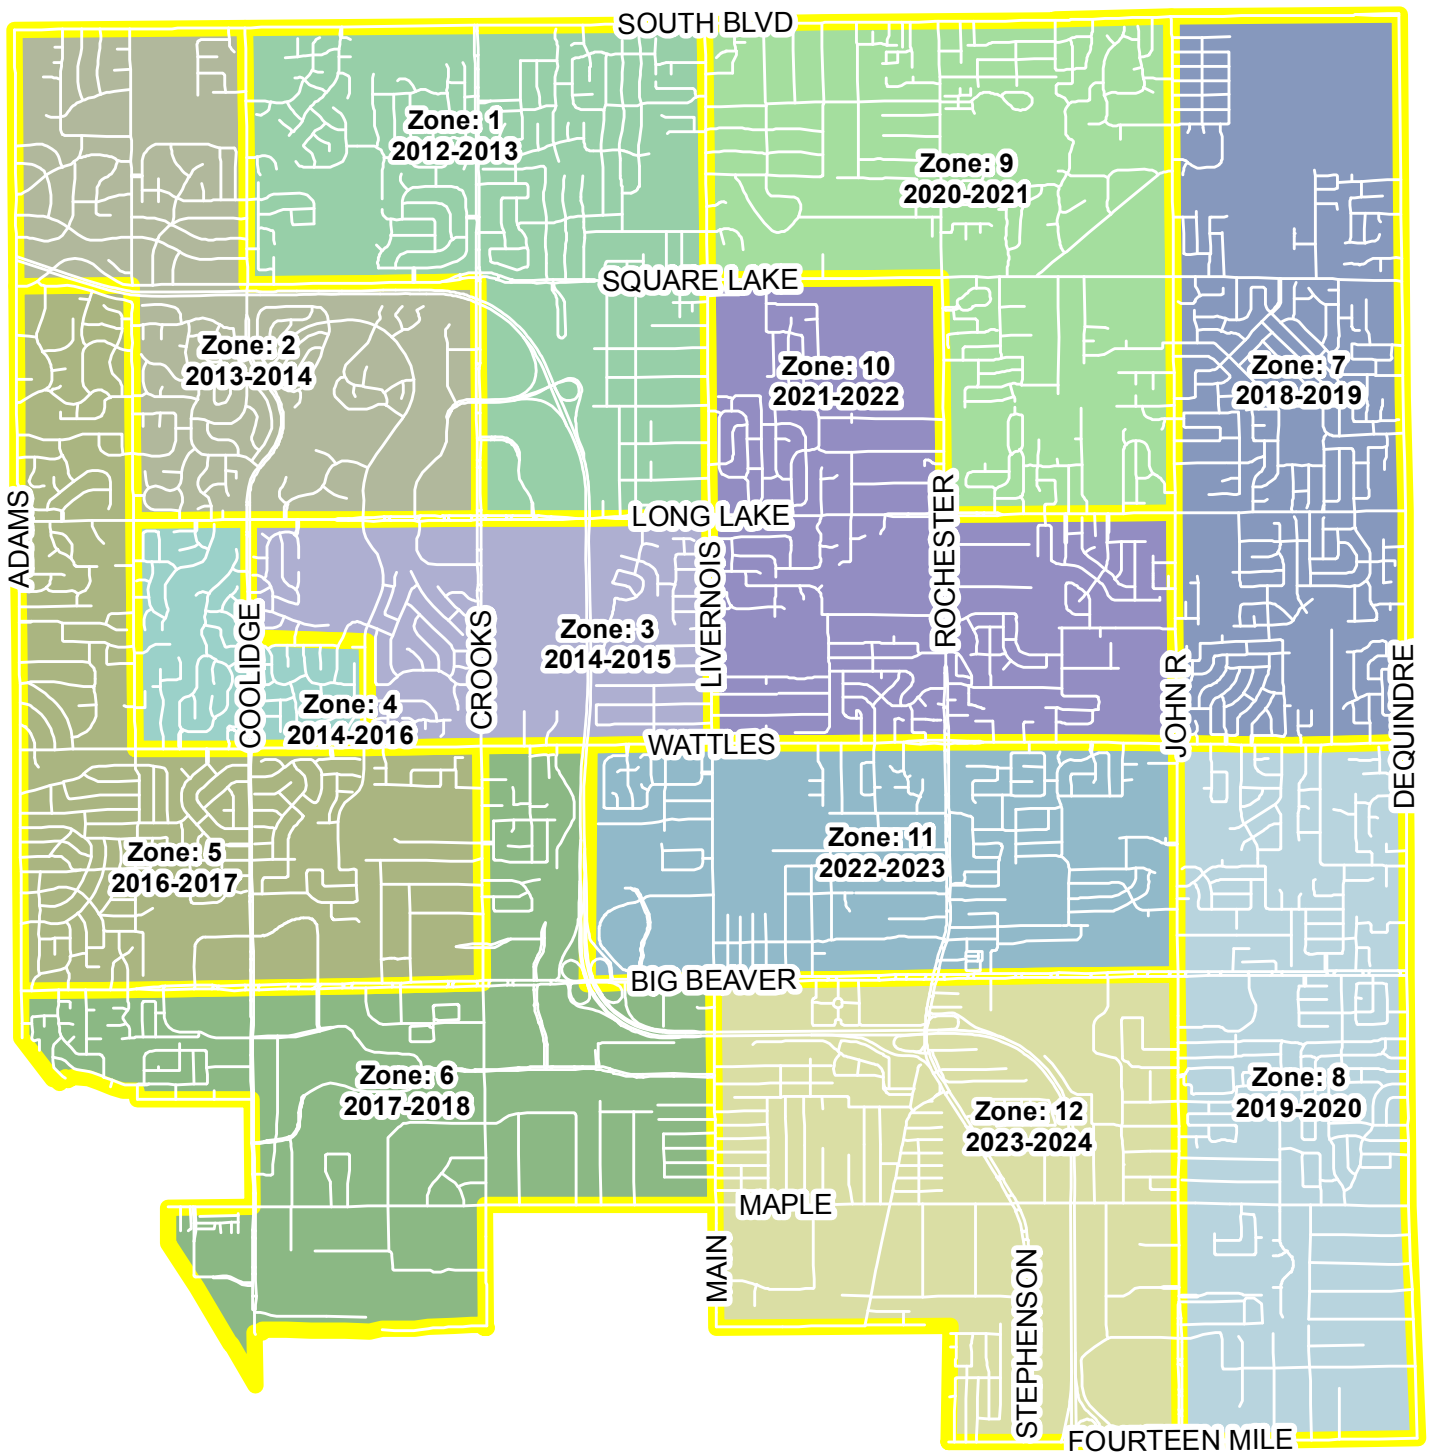 SOUTH BLVD
Zone: 1
2012-2013
Zone: 9
2020-2021
SQUARE LAKE
Zone: 2
2013-2014
Zone: 10
2021-2022
Zone: 7
2018-2019
ADAMS
LONG LAKE
ROCHESTER
LIVERNOIS
COOLIDGE
CROOKS
Zone: 3
2014-2015
JOHN R
DEQUINDRE
Zone: 4
2014-2016
WATTLES
Zone: 5
2016-2017
Zone: 11
2022-2023
BIG BEAVER
Zone: 6
2017-2018
Zone: 12
2023-2024
Zone: 8
2019-2020
MAPLE
MAIN
STEPHENSON
FOURTEEN MILE